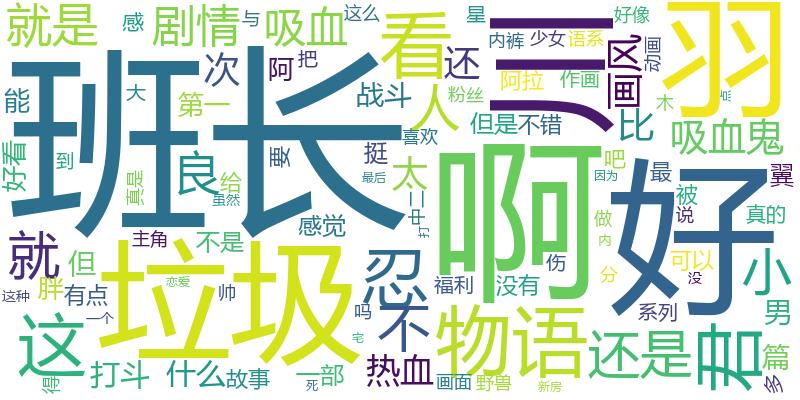 就是
感
剧情
与
吸血
这么
看
星
三
好像
羽
内裤
少女
语系
动画
画风
班长
次
阿
把
还
阿拉
作画
能
大
第一
战斗
粉丝
人
木
但是
不错
比
吸血鬼
好看
到
真是
良
给
要
挺
喜欢
太
啊
吧
因为
好
最
被
翼
虽然
最后
中二
打
感觉
做
说
真的
就
主角
不是
垃圾
忍
内
但
胖
有点
恋爱
帅
福利
没有
伤
分
可以
没
小
这种
一个
吗
不
物语
系列
男
这
宅
还是
君
篇
得
打斗
什么
故事
一部
死
热血
画面
野兽
新房
多